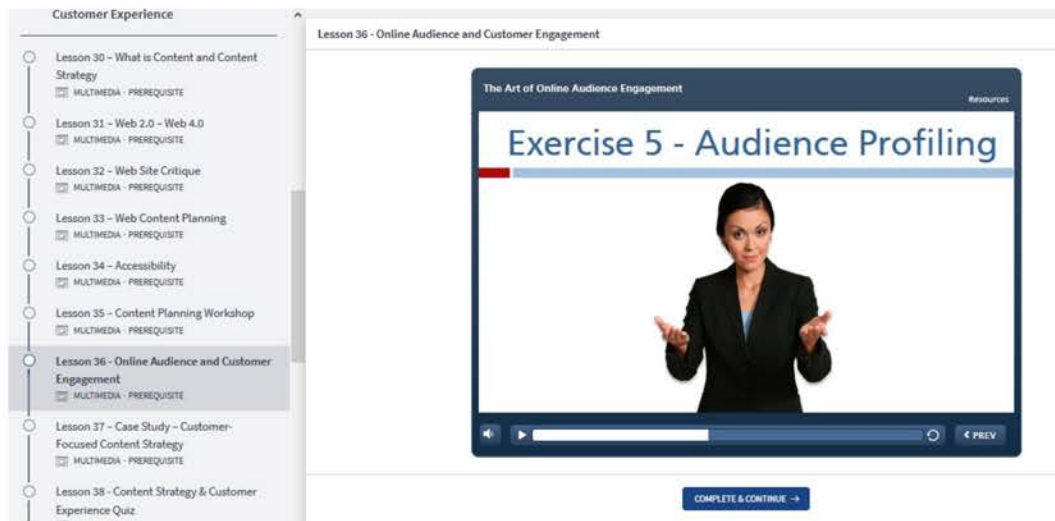 Customer Experience
Lesson 30 – What is Content and Content
Strategy
MULTIMEDIA · PREREQUISITE
Lesson 31 – Web 2.0 – Web 4.0
MULTIMEDIA · PREREQUISITE
Lesson 32 – Web Site Critique
MULTIMEDIA · PREREQUISITE
Lesson 33 – Web Content Planning
MULTIMEDIA · PREREQUISITE
Lesson 34 – Accessibility
MULTIMEDIA · PREREQUISITE
Lesson 35 – Content Planning Workshop
MULTIMEDIA · PREREQUISITE
Lesson 36 - Online Audience and Customer
Engagement
MULTIMEDIA · PREREQUISITE
Lesson 37 – Case Study – Customer-
Focused Content Strategy
MULTIMEDIA · PREREQUISITE
Lesson 38 - Content Strategy & Customer
Experience Quiz
Lesson 36 - Online Audience and Customer Engagement
The Art of Online Audience Engagement
Resources
Exercise 5 - Audience Profiling
PREV
COMPLETE & CONTINUE →